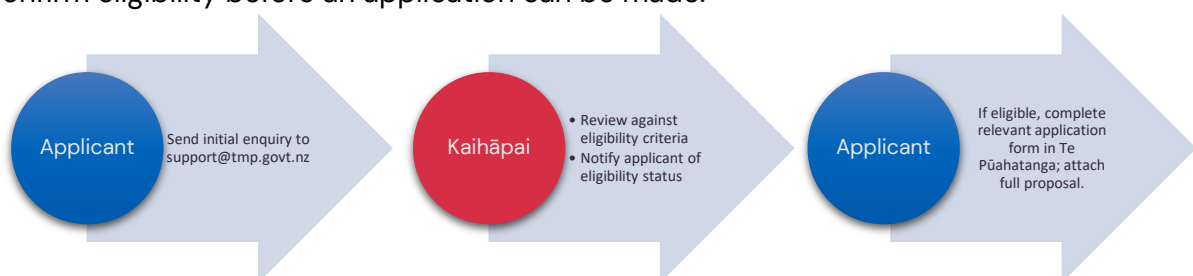 onfirm eligibility before an application can be made.
Applicant
Send initial enquiry to
support@tmp.govt.nz
Kaihāpai
• Review against
eligibility criteria
• Notify applicant of
eligibility status
Applicant
If eligible, complete
relevant application
form in Te
Pūahatanga; attach
full proposal.